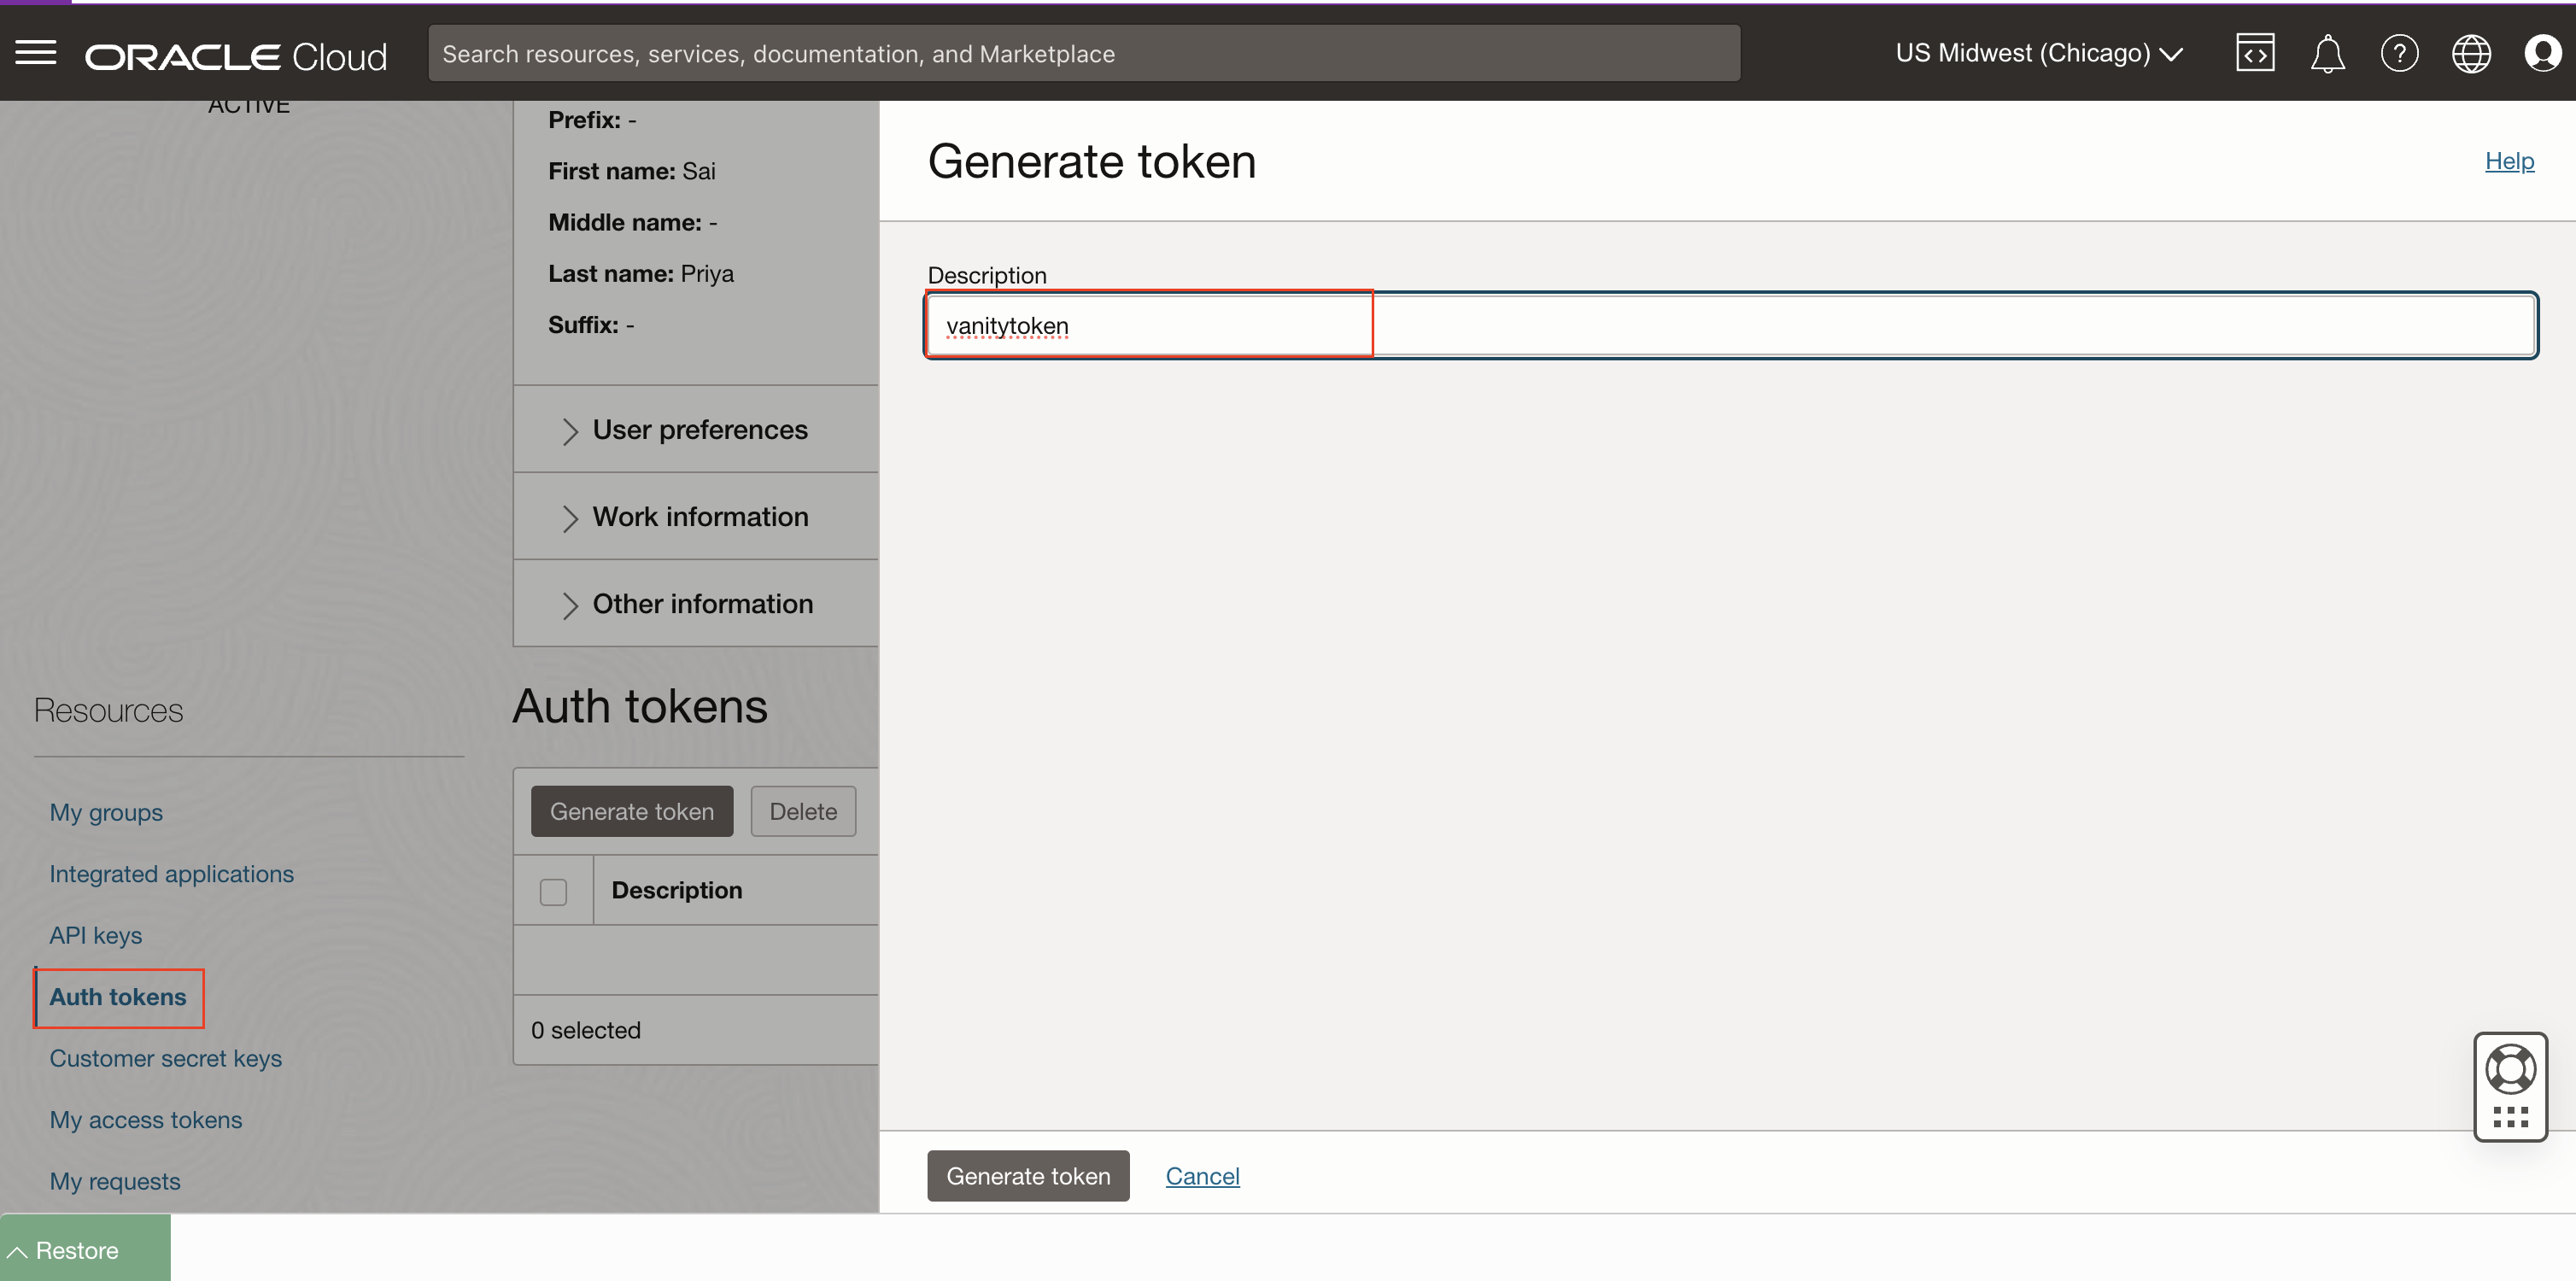 ORACLE Cloud
Search resources, services, documentation, and Marketplace
US Midwest (Chicago)
ACTIVE
Prefix: -
First name: Sai
Middle name: -
Last name: Priya
Suffix: -
User preferences
Work information
Other information
Resources
My groups
Integrated applications
API keys
Auth tokens
Customer secret keys
My access tokens
My requests
Auth tokens
Generate token
Delete
Description
0 selected
Generate token
Help
Description
vanitytoken
Generate token
Cancel
Restore